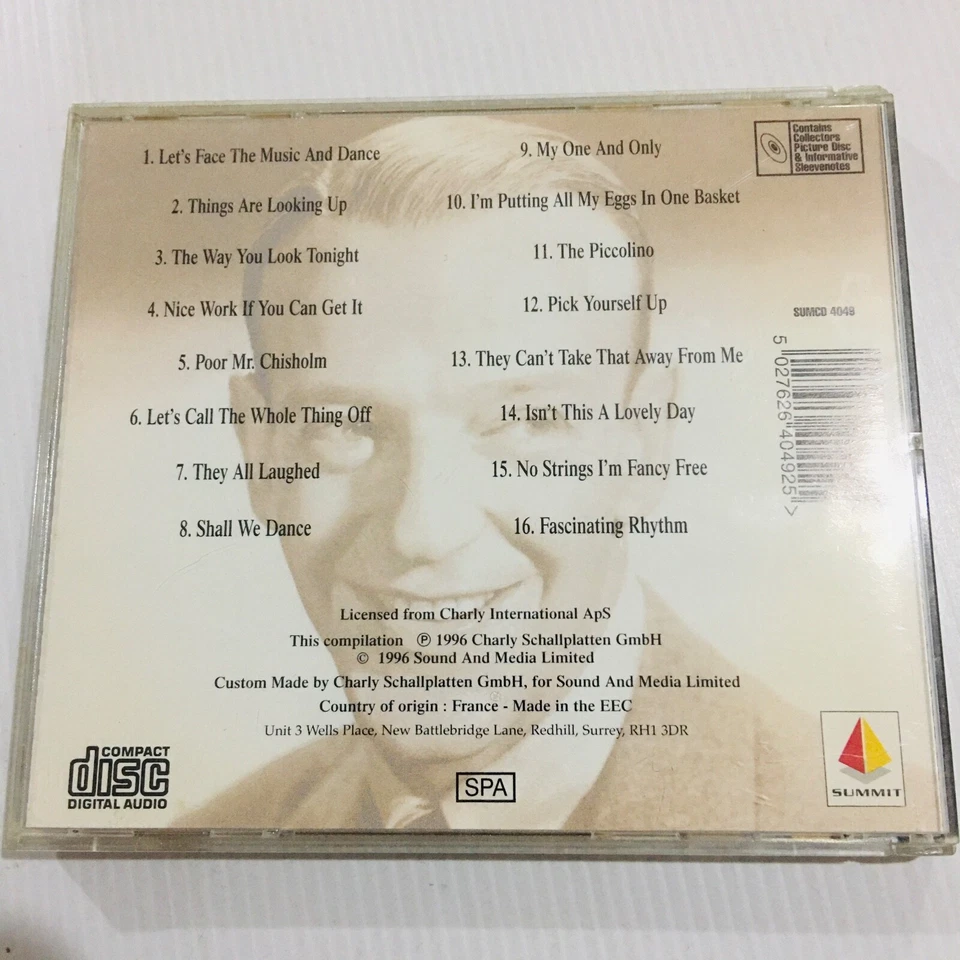 1. Let's Face The Music And Dance
2. Things Are Looking Up
3. The Way You Look Tonight
4. Nice Work If You Can Get It
5. Poor Mr. Chisholm
6. Let's Call The Whole Thing Off
7. They All Laughed
8. Shall We Dance
9. My One And Only
10. I'm Putting All My Eggs In One Basket
11. The Piccolino
12. Pick Yourself Up
13. They Can't Take That Away From Me
14. Isn't This A Lovely Day
15. No Strings I'm Fancy Free
16. Fascinating Rhythm
Contains
Collectors
Picture Disc
& Informative
Sleevenotes
SUMCD 4049
5 027626 404925 >
Licensed from Charly International ApS
This compilation ℗ 1996 Charly Schallplatten GmbH
© 1996 Sound And Media Limited
Custom Made by Charly Schallplatten GmbH, for Sound And Media Limited
Country of origin : France - Made in the EEC
Unit 3 Wells Place, New Battlebridge Lane, Redhill, Surrey, RH1 3DR
COMPACT
disc
DIGITAL AUDIO
SPA
SUMMIT